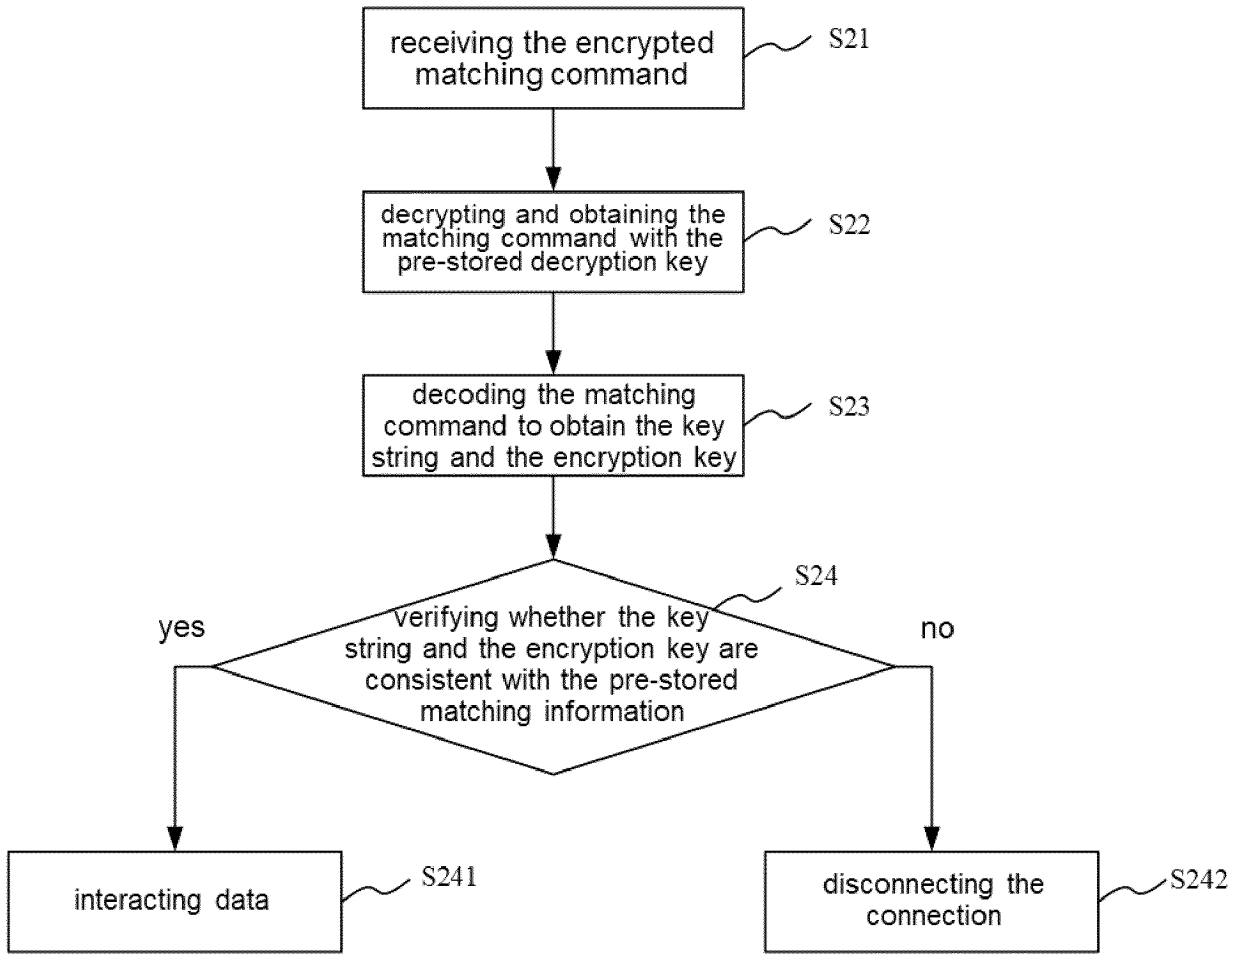 receiving the encrypted
matching command
S21
decrypting and obtaining the
matching command with the
pre-stored decryption key
S22
decoding the matching
command to obtain the key
string and the encryption key
S23
S24
verifying whether the key
string and the encryption key are
consistent with the pre-stored
matching information
yes
no
interacting data
S241
disconnecting the
connection
S242